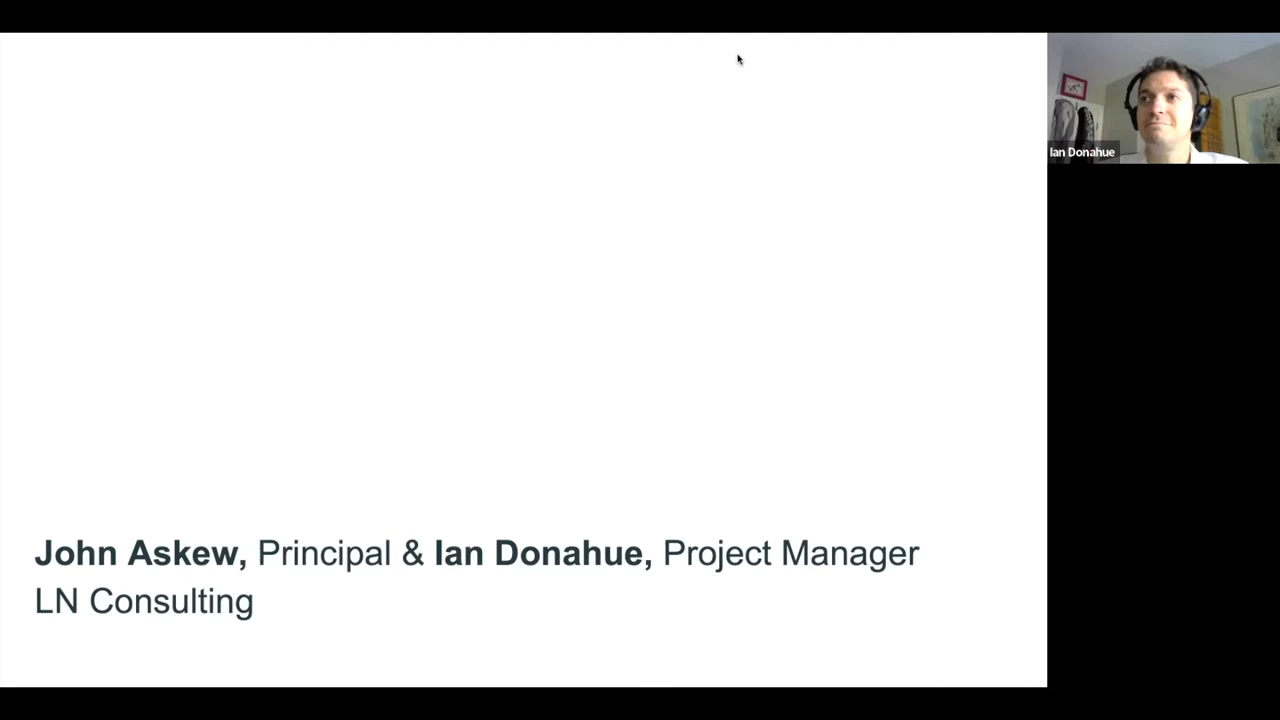 Ian Donahue
John Askew, Principal & Ian Donahue, Project Manager
LN Consulting